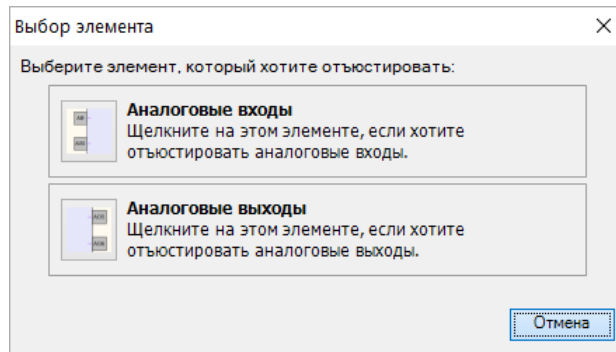 Выбор элемента
Выберите элемент, который хотите отъюстировать:
Аналоговые входы
Щелкните на этом элементе, если хотите
отъюстировать аналоговые входы.
Аналоговые выходы
Щелкните на этом элементе, если хотите
отъюстировать аналоговые выходы.
Отмена